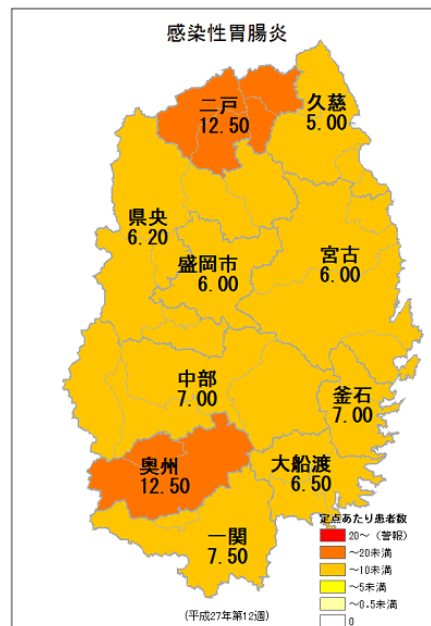 感染性胃腸炎
二戸
12.50
久慈
5.00
県央
6.20
盛岡市
6.00
宮古
6.00
中部
7.00
釜石
7.00
奥州
12.50
大船渡
6.50
一関
7.50
定点あたり患者数
20～（警報）
～20未満
～10未満
～5未満
～0.5未満
0
(平成27年第12週)